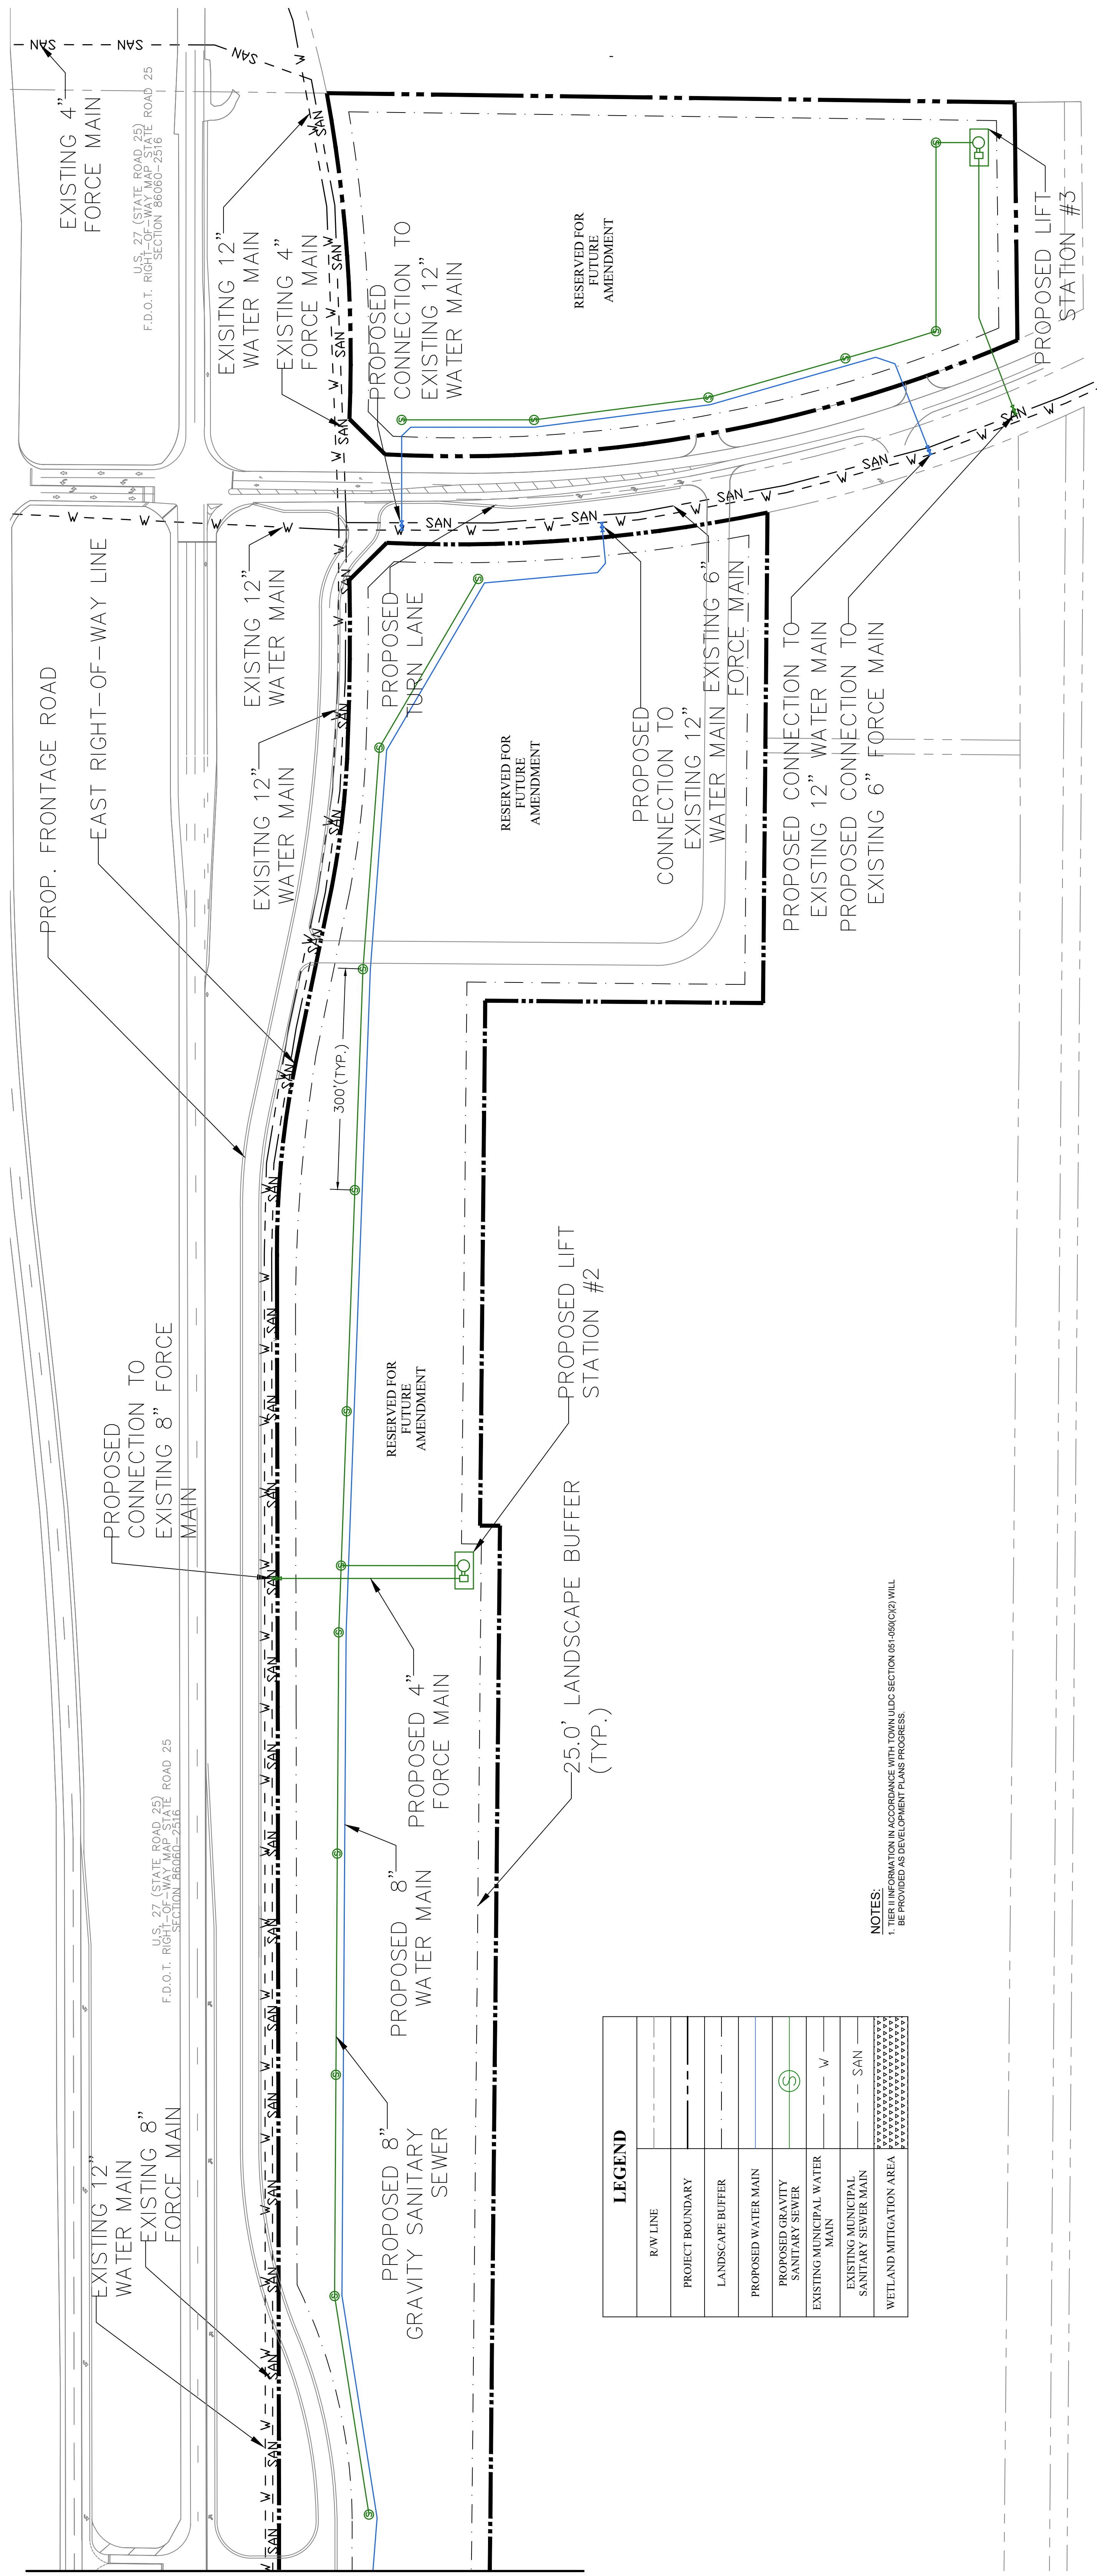 EXISTING 4"
FORCE MAIN
U.S. 27 (STATE ROAD 25)
F.D.O.T. RIGHT-OF-WAY MAP STATE ROAD 25
SECTION 86060-2516
EXISITNG 12"
WATER MAIN
EXISTING 4"
FORCE MAIN
PROPOSED
CONNECTION TO
EXISTING 12"
WATER MAIN
RESERVED FOR
FUTURE
AMENDMENT
PROPOSED LIFT
STATION #3
PROP. FRONTAGE ROAD
EAST RIGHT-OF-WAY LINE
EXISTNG 12"
WATER MAIN
EXISITNG 12"
WATER MAIN
PROPOSED
TURN LANE
RESERVED FOR
FUTURE
AMENDMENT
PROPOSED
CONNECTION TO
EXISTING 12"
WATER MAIN
EXISTING 6"
FORCE MAIN
PROPOSED CONNECTION TO
EXISTING 12" WATER MAIN
PROPOSED CONNECTION TO
EXISTING 6" FORCE MAIN
300'(TYP.)
PROPOSED
CONNECTION TO
EXISTING 8" FORCE
MAIN
RESERVED FOR
FUTURE
AMENDMENT
PROPOSED LIFT
STATION #2
U.S. 27 (STATE ROAD 25)
F.D.O.T. RIGHT-OF-WAY MAP STATE ROAD 25
SECTION 86060-2516
PROPOSED 4"
FORCE MAIN
PROPOSED 8"
WATER MAIN
25.0' LANDSCAPE BUFFER
(TYP.)
EXISTING 12"
WATER MAIN
EXISTING 8"
FORCE MAIN
PROPOSED 8"
GRAVITY SANITARY
SEWER
NOTES:
1. TIER II INFORMATION IN ACCORDANCE WITH TOWN ULDC SECTION 051-050(C)(2) WILL
BE PROVIDED AS DEVELOPMENT PLANS PROGRESS.
LEGEND
R/W LINE
PROJECT BOUNDARY
LANDSCAPE BUFFER
PROPOSED WATER MAIN
PROPOSED GRAVITY
SANITARY SEWER
S
EXISTING MUNICIPAL WATER
MAIN
W
EXISTING MUNICIPAL
SANITARY SEWER MAIN
SAN
WETLAND MITIGATION AREA